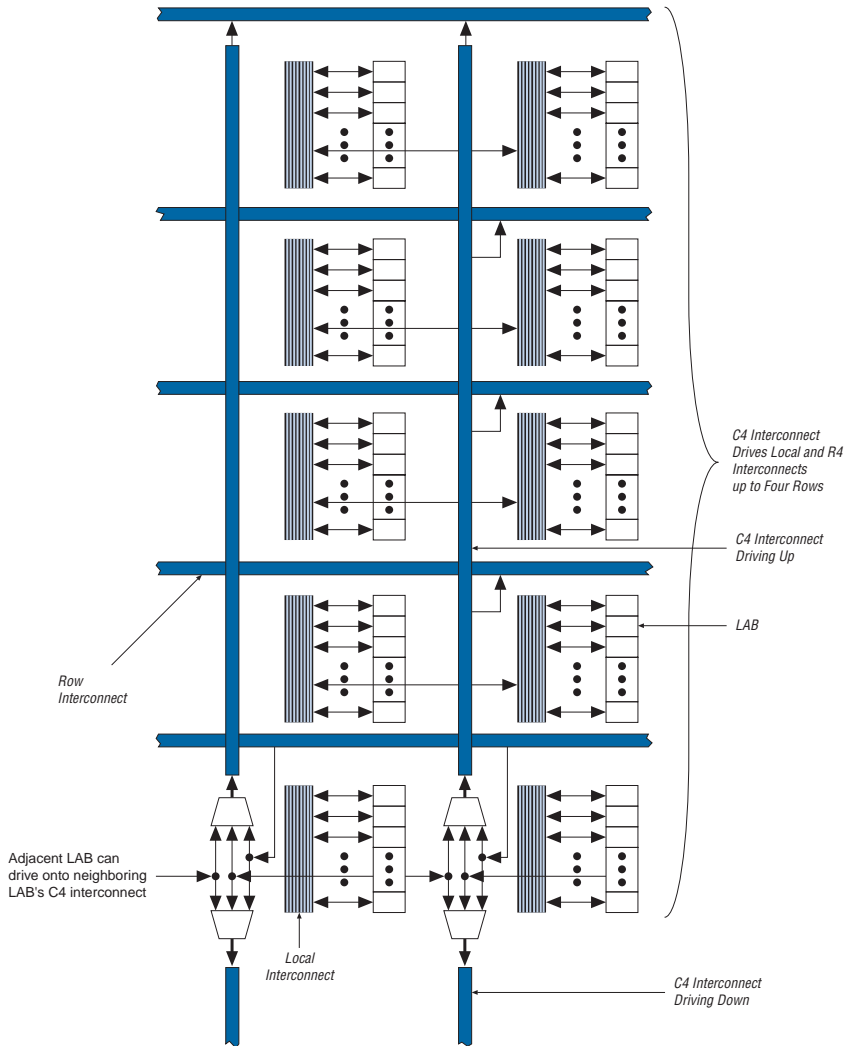 C4 Interconnect
Drives Local and R4
Interconnects
up to Four Rows
C4 Interconnect
Driving Up
LAB
Row
Interconnect
Adjacent LAB can
drive onto neighboring
LAB's C4 interconnect
Local
Interconnect
C4 Interconnect
Driving Down